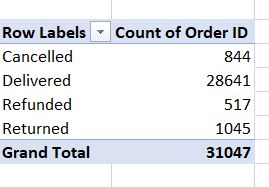 Row Labels Count of Order ID
Cancelled 844
Delivered 28641
Refunded 517
Returned 1045
Grand Total 31047